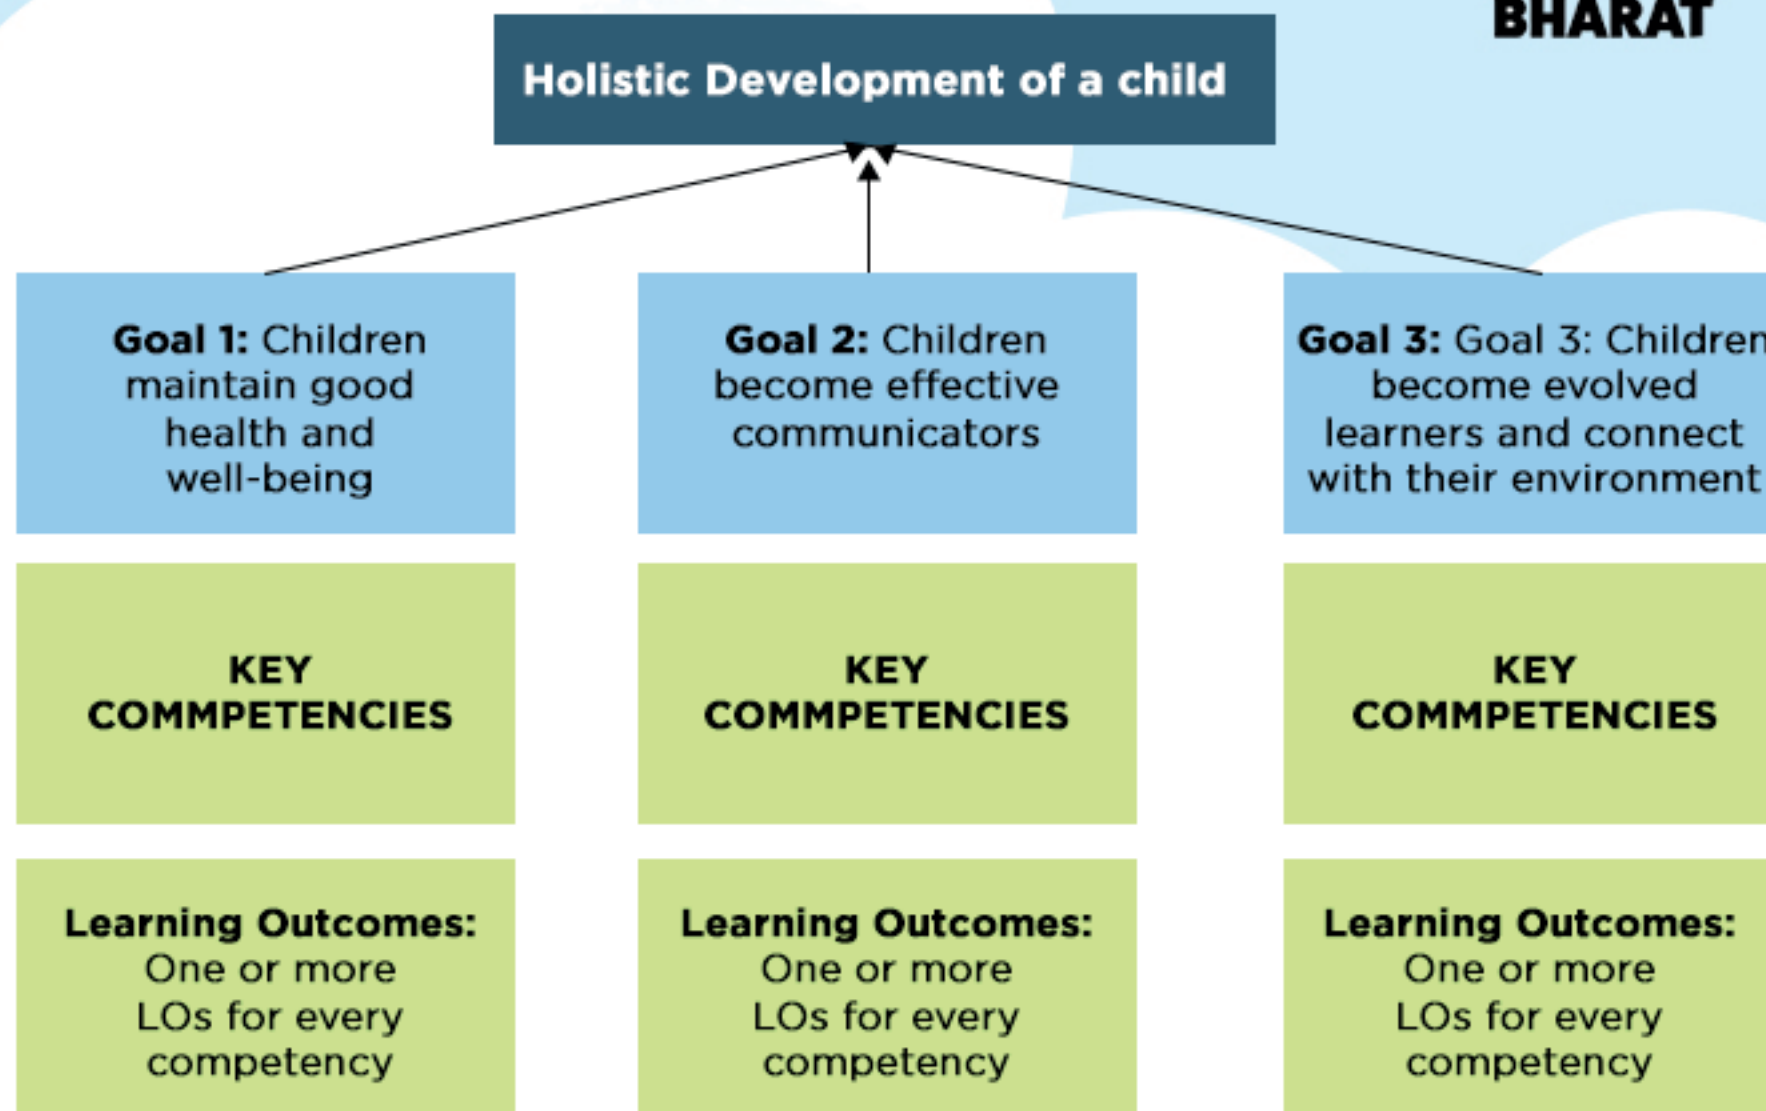 BHARAT
Holistic Development of a child
Goal 1: Children
maintain good
health and
well-being
Goal 2: Children
become effective
communicators
Goal 3: Goal 3: Children
become evolved
learners and connect
with their environment
KEY
COMMPETENCIES
KEY
COMMPETENCIES
KEY
COMMPETENCIES
Learning Outcomes:
One or more
LOs for every
competency
Learning Outcomes:
One or more
LOs for every
competency
Learning Outcomes:
One or more
LOs for every
competency